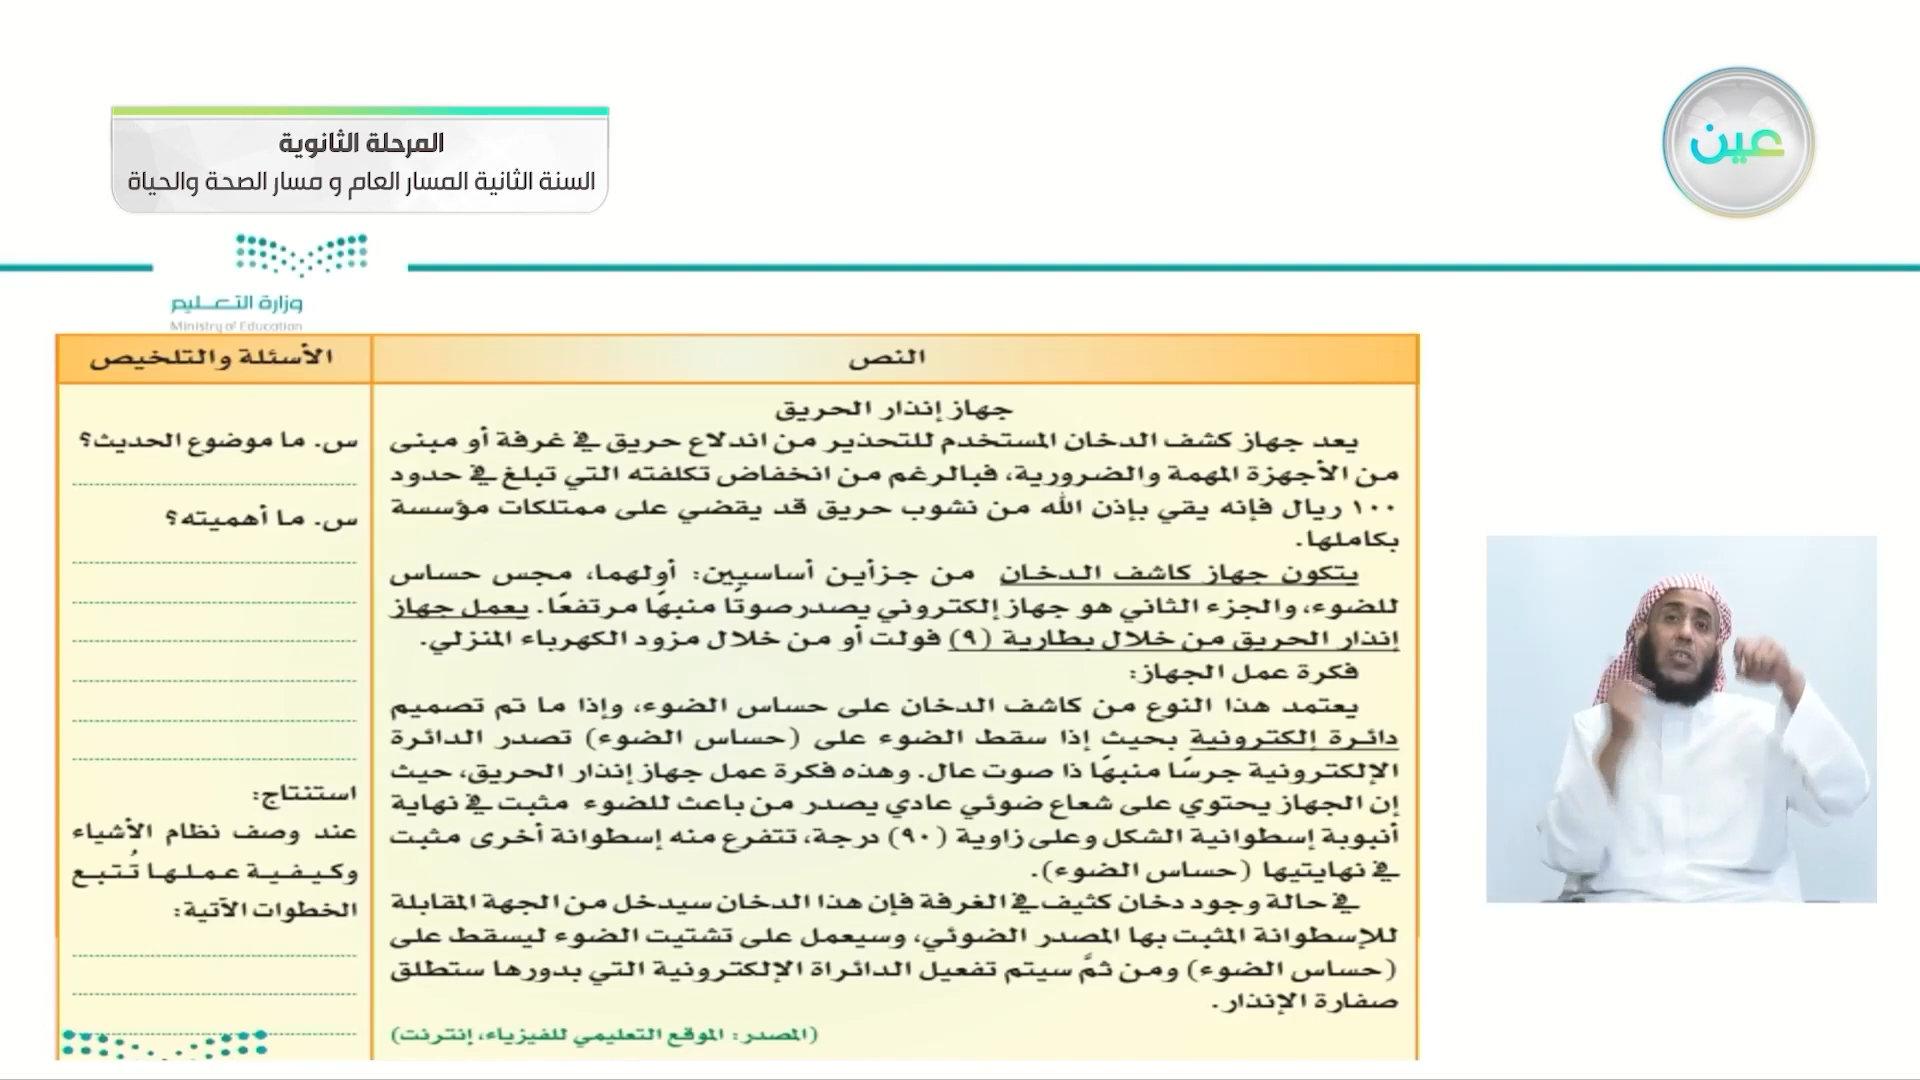 المرحلة الثانوية
السنة الثانية المسار العام و مسار الصحة والحياة
عين
وزارة التعليم
Ministry of Education
النص
جهاز إنذار الحريق
يعد جهاز كشف الدخان المستخدم للتحذير من اندلاع حريق في غرفة أو مبنى
من الأجهزة المهمة والضرورية، فبالرغم من انخفاض تكلفته التي تبلغ في حدود
١٠٠ ريال فإنه يقي بإذن الله من نشوب حريق قد يقضي على ممتلكات مؤسسة
بكاملها.
يتكون جهاز كاشف الدخان من جزأين أساسيين: أولهما، مجس حساس
للضوء، والجزء الثاني هو جهاز إلكتروني يصدر صوتًا منبهًا مرتفعًا. يعمل جهاز
إنذار الحريق من خلال بطارية (٩) فولت أو من خلال مزود الكهرباء المنزلي.
فكرة عمل الجهاز:
يعتمد هذا النوع من كاشف الدخان على حساس الضوء، وإذا ما تم تصميم
دائرة إلكترونية بحيث إذا سقط الضوء على (حساس الضوء) تصدر الدائرة
الإلكترونية جرسًا منبهًا ذا صوت عال. وهذه فكرة عمل جهاز إنذار الحريق، حيث
إن الجهاز يحتوي على شعاع ضوئي عادي يصدر من باعث للضوء مثبت في نهاية
أنبوبة إسطوانية الشكل وعلى زاوية (٩٠) درجة، تتفرع منه إسطوانة أخرى مثبت
في نهايتيها (حساس الضوء).
في حالة وجود دخان كثيف في الغرفة فإن هذا الدخان سيدخل من الجهة المقابلة
للإسطوانة المثبت بها المصدر الضوئي، وسيعمل على تشتيت الضوء ليسقط على
(حساس الضوء) ومن ثمَّ سيتم تفعيل الدائراة الإلكترونية التي بدورها ستطلق
صفارة الإنذار.
(المصدر: الموقع التعليمي للفيزياء، إنترنت)
الأسئلة والتلخيص
س. ما موضوع الحديث؟
س. ما أهميته؟
استنتاج:
عند وصف نظام الأشياء
وكيفية عملها تُتبع
الخطوات الآتية: